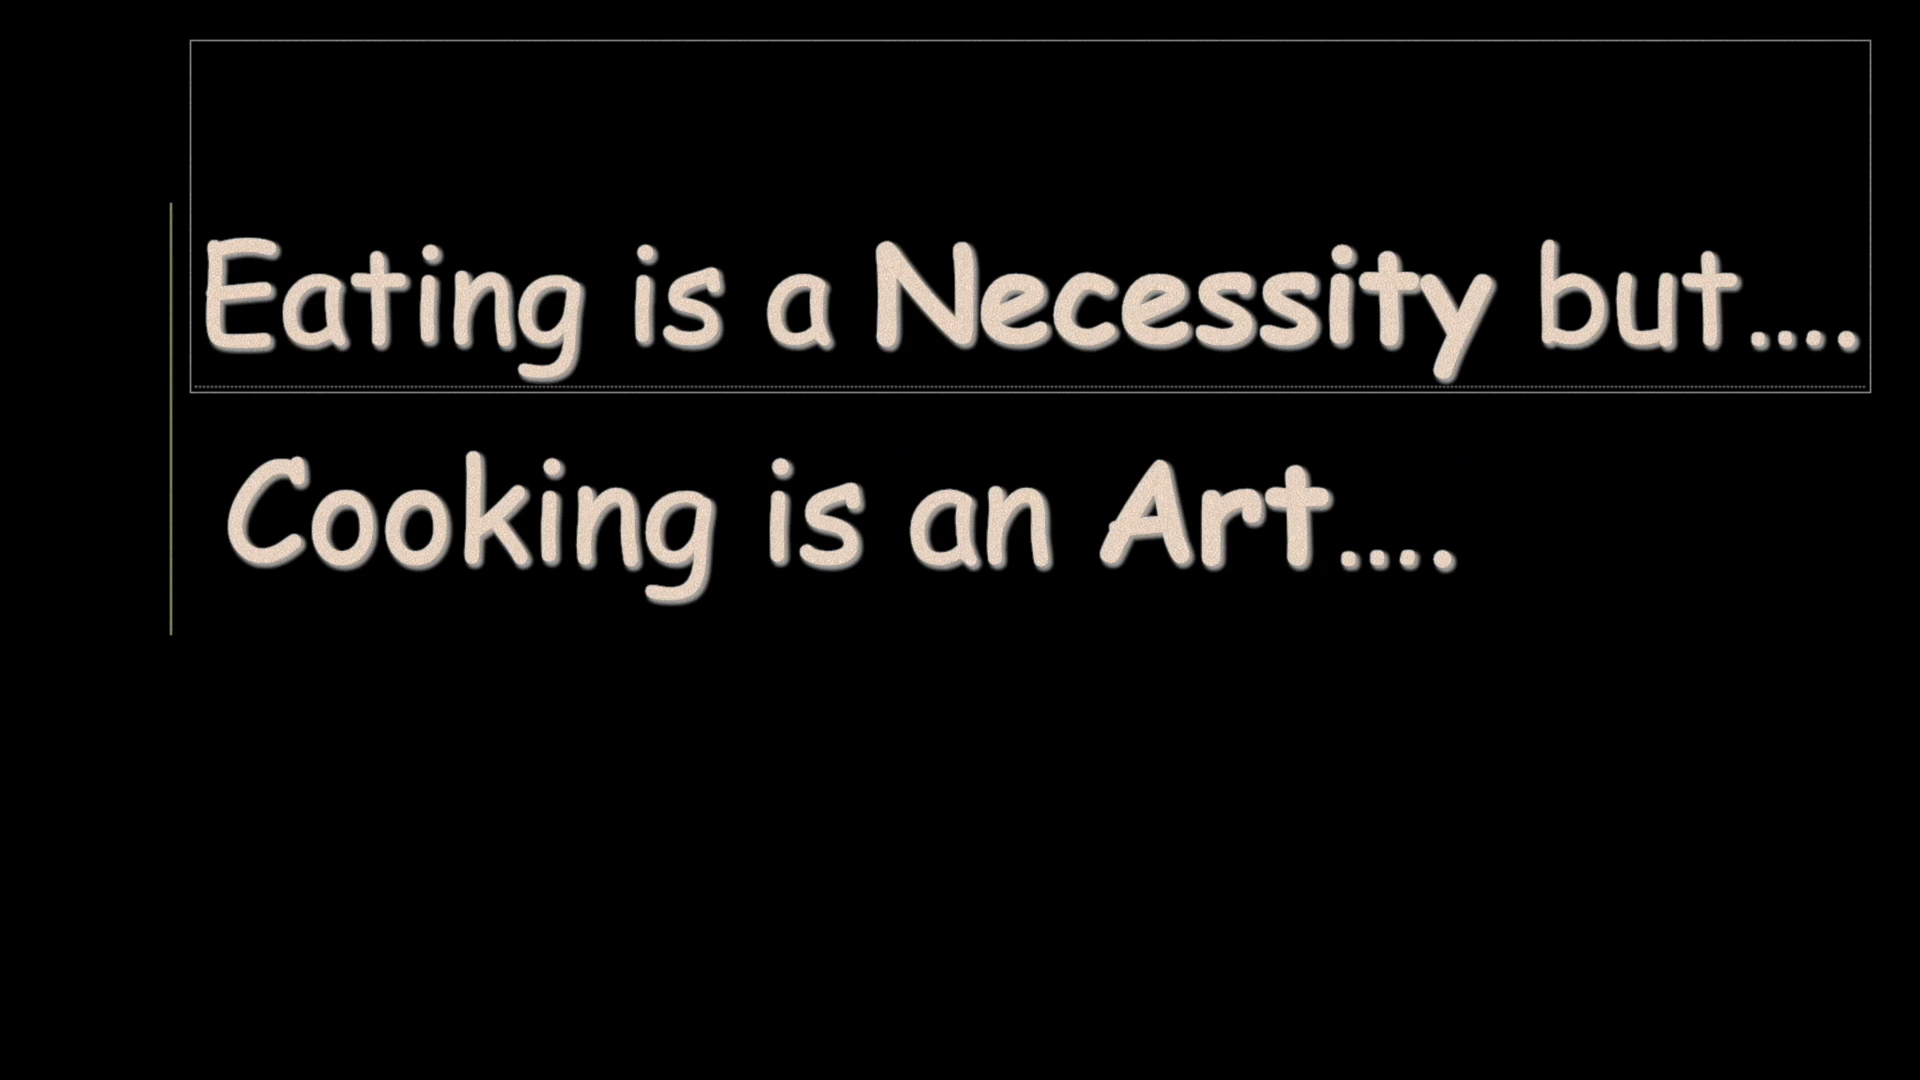 Eating is a Necessity but....
Cooking is an Art....